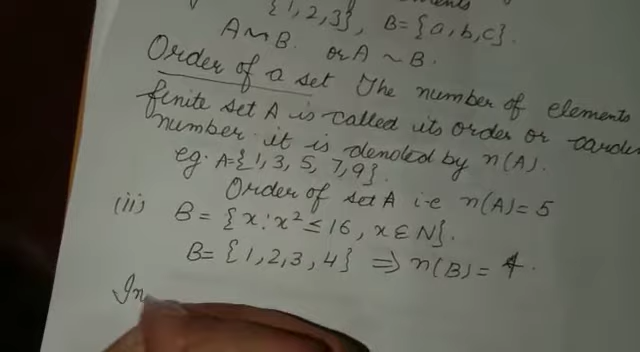 {1,2,3}, B={a,b,c}.
A~B. or A ~ B.
Order of a set The number of elements
finite set A is called its order or
number. it is denoted by n(A).
eg. A={1,3,5,7,9}.
Order of set A i.e n(A)=5
(ii) B={x:x²≤16, x∈N}.
B={1,2,3,4} ⇒ n(B)=4.
In